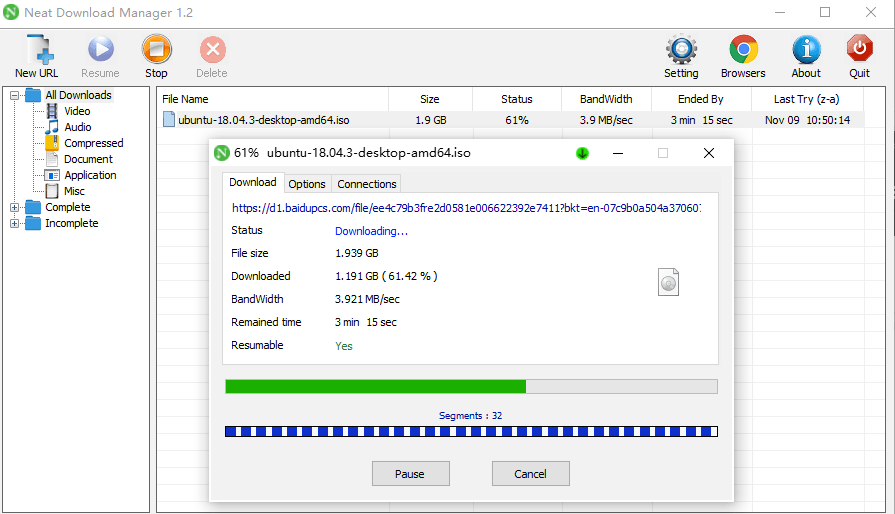 Neat Download Manager 1.2
New URL Resume Stop Delete Setting Browsers About Quit
All Downloads
Video
Audio
Compressed
Document
Application
Misc
Complete
Incomplete
File Name Size Status BandWidth Ended By Last Try (z-a)
ubuntu-18.04.3-desktop-amd64.iso 1.9 GB 61% 3.9 MB/sec 3 min 15 sec Nov 09 10:50:14
61% ubuntu-18.04.3-desktop-amd64.iso
Download Options Connections
https://d1.baidupcs.com/file/ee4c79b3fre2d0581e006622392e7411?bkt=en-07c9b0a504a370607
Status Downloading...
File size 1.939 GB
Downloaded 1.191 GB ( 61.42 % )
BandWidth 3.921 MB/sec
Remained time 3 min 15 sec
Resumable Yes
Segments : 32
Pause Cancel